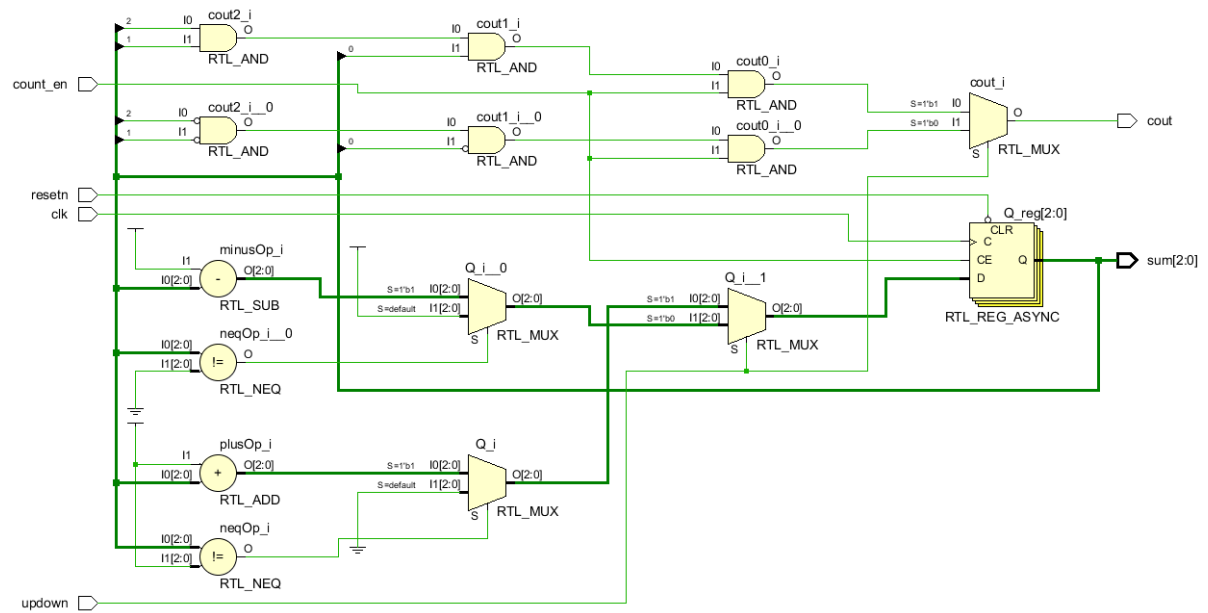 cout2_i
2 I0
O
1 I1
RTL_AND
cout1_i
I0
O
0 I1
RTL_AND
count_en
cout0_i
I0
O
I1
RTL_AND
cout_i
S=1'b1 I0
O
S=1'b0 I1
S
RTL_MUX
cout
cout2_i__0
2 I0
O
1 I1
RTL_AND
cout1_i__0
I0
O
0 I1
RTL_AND
cout0_i__0
I0
O
I1
RTL_AND
resetn
clk
Q_reg[2:0]
CLR
C
CE
Q
D
RTL_REG_ASYNC
sum[2:0]
minusOp_i
I1
O[2:0]
I0[2:0]
-
RTL_SUB
Q_i__0
S=1'b1 I0[2:0]
O[2:0]
S=default I1[2:0]
S
RTL_MUX
Q_i__1
S=1'b1 I0[2:0]
O[2:0]
S=1'b0 I1[2:0]
S
RTL_MUX
neqOp_i__0
I0[2:0]
O
I1[2:0]
!=
RTL_NEQ
plusOp_i
I1
O[2:0]
I0[2:0]
+
RTL_ADD
Q_i
S=1'b1 I0[2:0]
O[2:0]
S=default I1[2:0]
S
RTL_MUX
neqOp_i
I0[2:0]
O
I1[2:0]
!=
RTL_NEQ
updown